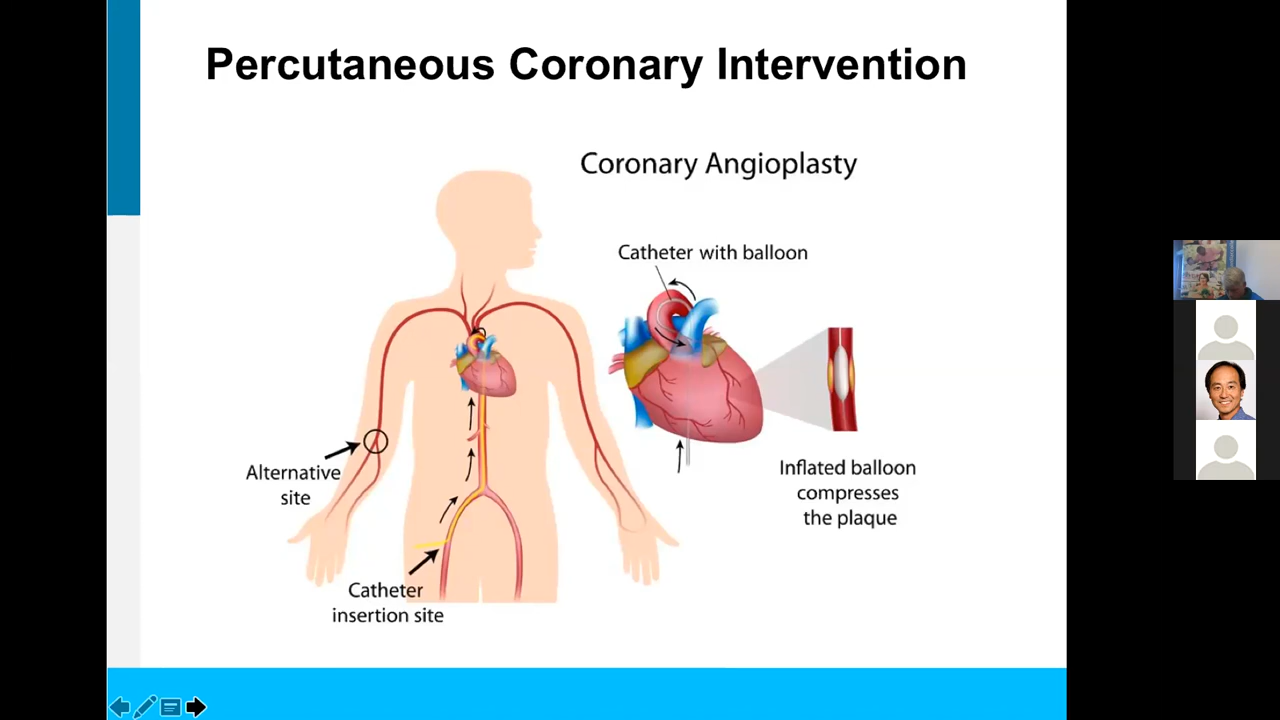 Percutaneous Coronary Intervention
Coronary Angioplasty
Catheter with balloon
Alternative
site
Inflated balloon
compresses
the plaque
Catheter
insertion site